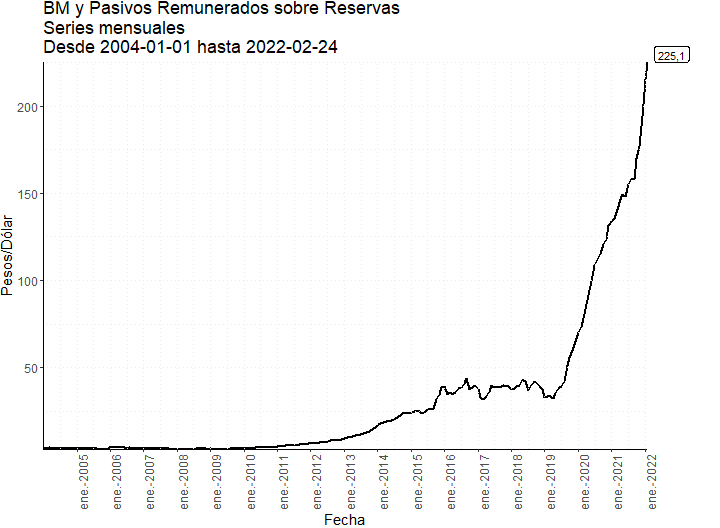 BM y Pasivos Remunerados sobre Reservas
Series mensuales
Desde 2004-01-01 hasta 2022-02-24
225,1
Pesos/Dólar
200
150
100
50
ene.-2005
ene.-2006
ene.-2007
ene.-2008
ene.-2009
ene.-2010
ene.-2011
ene.-2012
ene.-2013
ene.-2014
ene.-2015
ene.-2016
ene.-2017
ene.-2018
ene.-2019
ene.-2020
ene.-2021
ene.-2022
Fecha